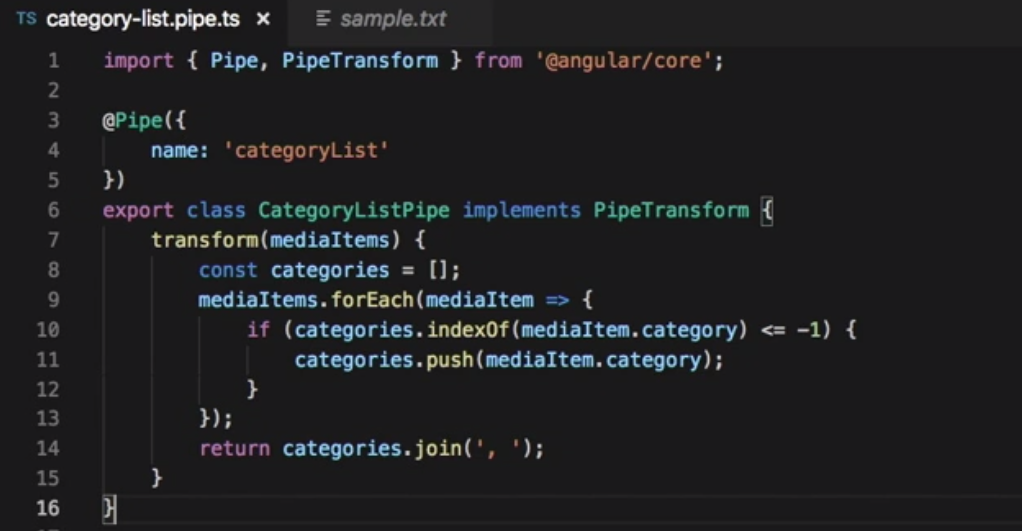 TS category-list.pipe.ts × sample.txt
1 import { Pipe, PipeTransform } from '@angular/core';
2
3 @Pipe({
4     name: 'categoryList'
5 })
6 export class CategoryListPipe implements PipeTransform {
7     transform(mediaItems) {
8         const categories = [];
9         mediaItems.forEach(mediaItem => {
10             if (categories.indexOf(mediaItem.category) <= -1) {
11                 categories.push(mediaItem.category);
12             }
13         });
14         return categories.join(', ');
15     }
16 }